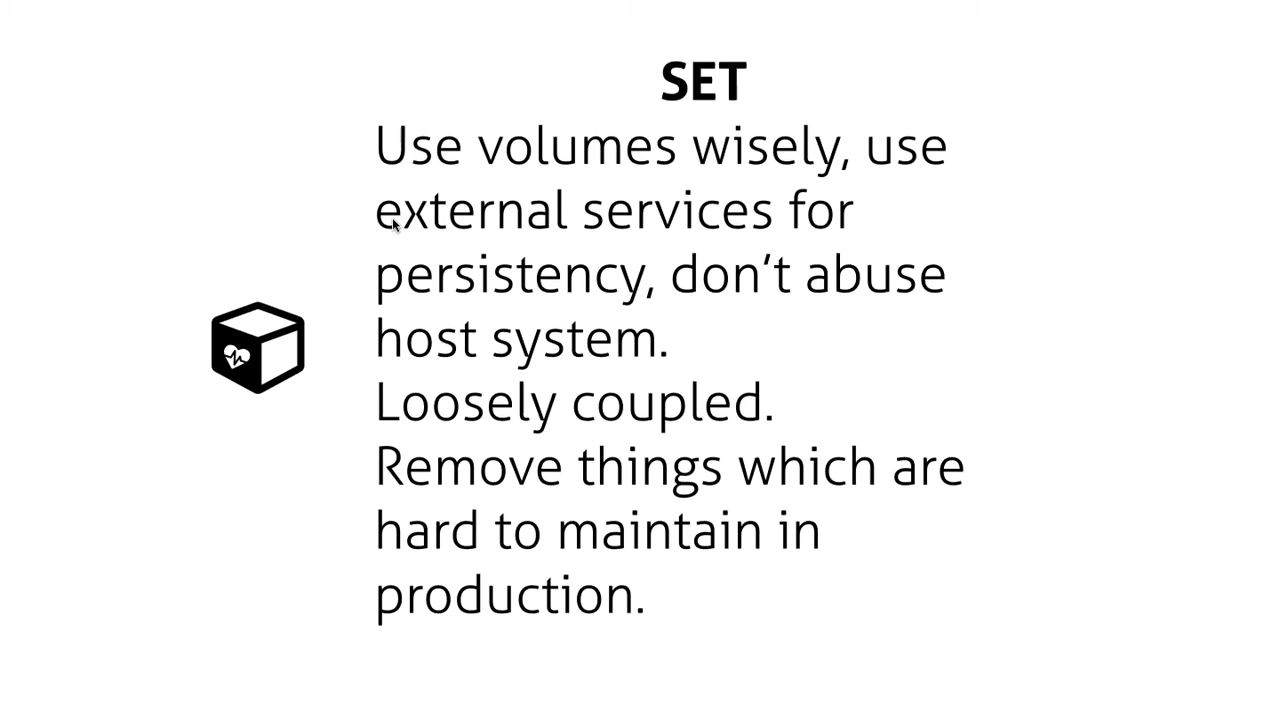 SET
Use volumes wisely, use
external services for
persistency, don‘t abuse
host system.
Loosely coupled.
Remove things which are
hard to maintain in
production.